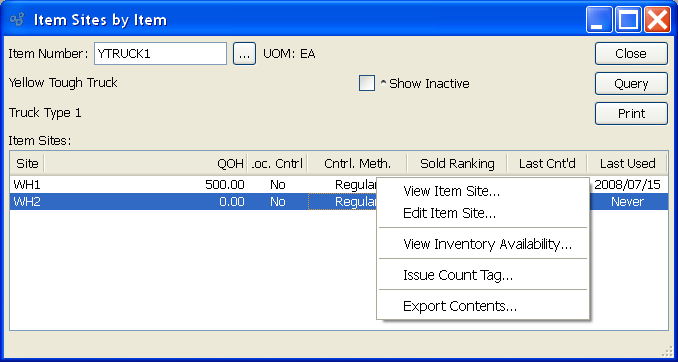 Item Sites by Item
Item Number: YTRUCK1 ... UOM: EA Close
Yellow Tough Truck ^ Show Inactive Query
Truck Type 1 Print
Item Sites:
Site QOH oc. Cntrl Cntrl. Meth. Sold Ranking Last Cnt'd Last Used
WH1 500.00 No Regula 2008/07/15
WH2 0.00 No Regula Never
View Item Site...
Edit Item Site...
View Inventory Availability...
Issue Count Tag...
Export Contents...